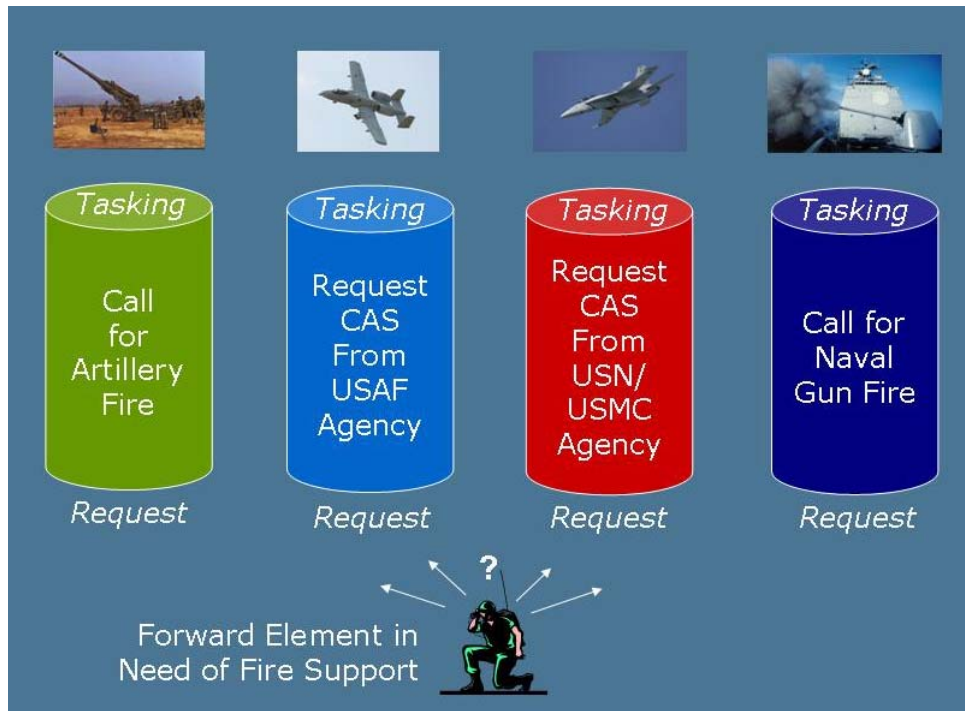 Tasking
Call
for
Artillery
Fire
Request
Tasking
Request
CAS
From
USAF
Agency
Request
Tasking
Request
CAS
From
USN/
USMC
Agency
Request
Tasking
Call for
Naval
Gun Fire
Request
?
Forward Element in
Need of Fire Support